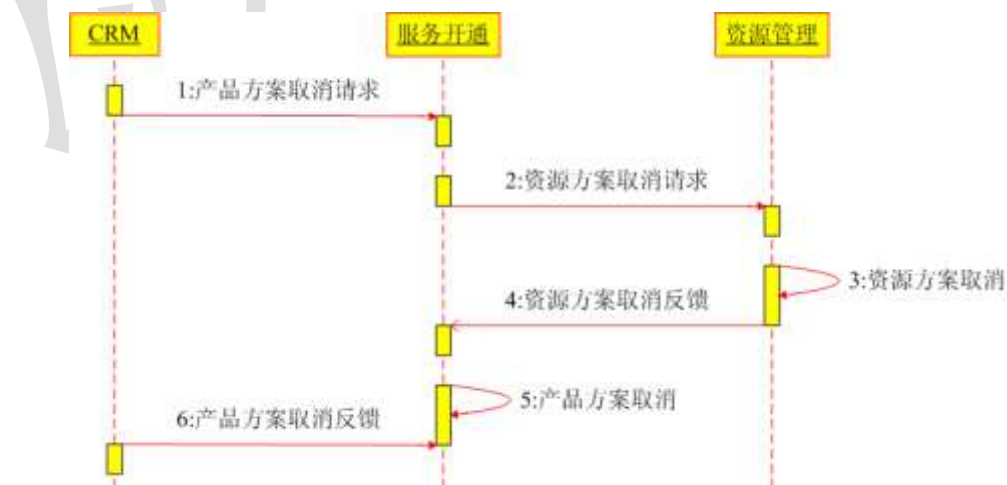 CRM
服务开通
资源管理
1:产品方案取消请求
2:资源方案取消请求
3:资源方案取消
4:资源方案取消反馈
5:产品方案取消
6:产品方案取消反馈